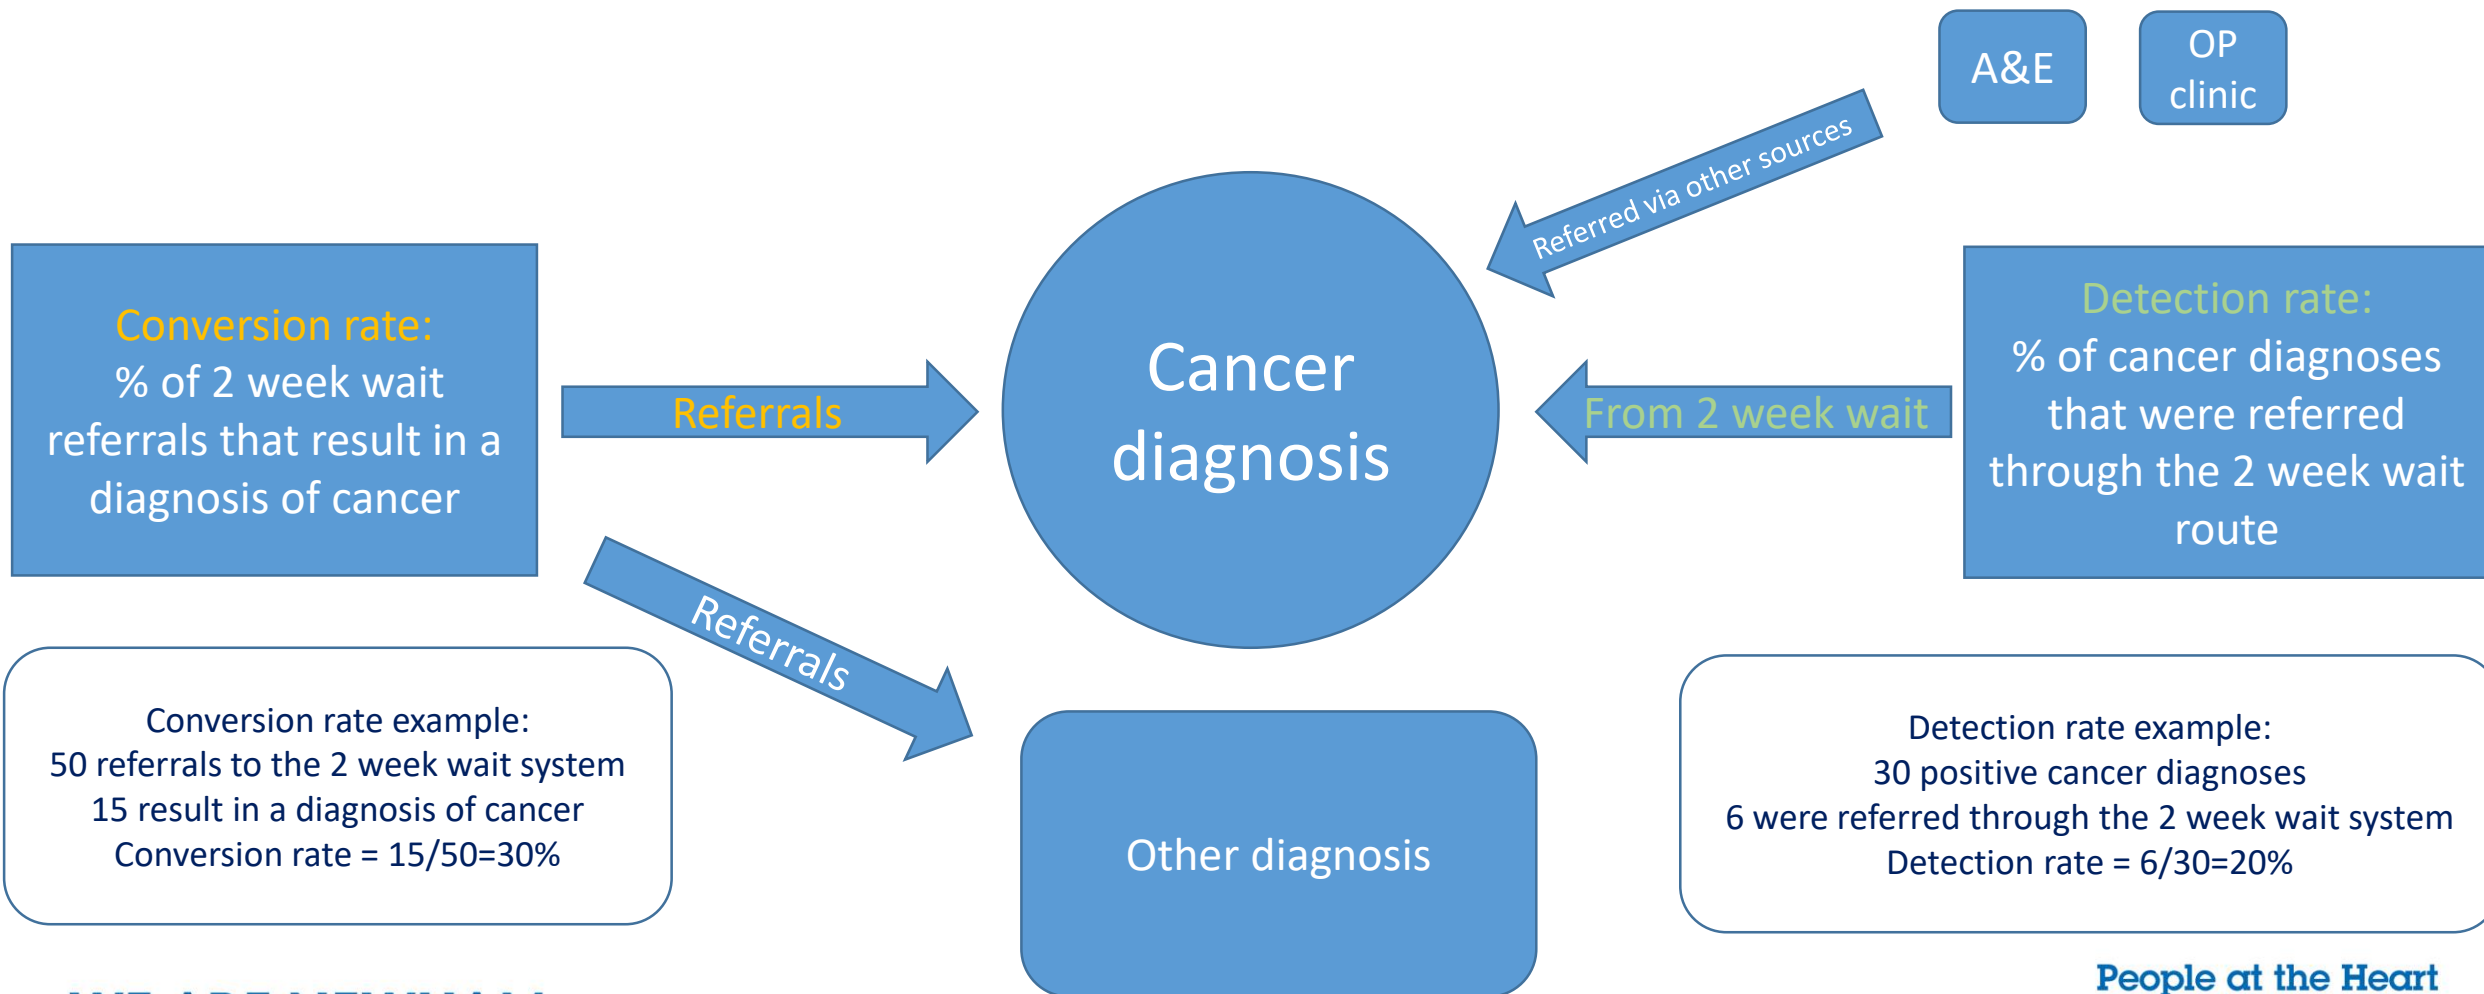 A&E
OP
clinic
Referred via other sources
Conversion rate:
% of 2 week wait
referrals that result in a
diagnosis of cancer
Referrals
Cancer
diagnosis
From 2 week wait
Detection rate:
% of cancer diagnoses
that were referred
through the 2 week wait
route
Referrals
Conversion rate example:
50 referrals to the 2 week wait system
15 result in a diagnosis of cancer
Conversion rate = 15/50=30%
Other diagnosis
Detection rate example:
30 positive cancer diagnoses
6 were referred through the 2 week wait system
Detection rate = 6/30=20%
People at the Heart